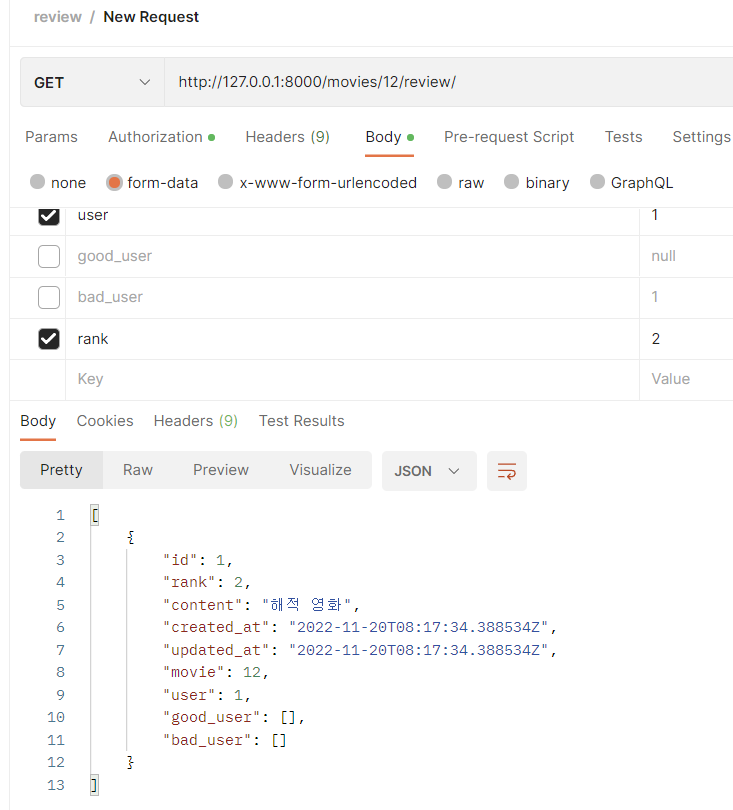 review / New Request
GET http://127.0.0.1:8000/movies/12/review/
Params Authorization Headers (9) Body Pre-request Script Tests Settings
none form-data x-www-form-urlencoded raw binary GraphQL
user 1
good_user null
bad_user 1
rank 2
Key Value
Body Cookies Headers (9) Test Results
Pretty Raw Preview Visualize JSON
1 [
2 {
3 "id": 1,
4 "rank": 2,
5 "content": "해적 영화",
6 "created_at": "2022-11-20T08:17:34.388534Z",
7 "updated_at": "2022-11-20T08:17:34.388534Z",
8 "movie": 12,
9 "user": 1,
10 "good_user": [],
11 "bad_user": []
12 }
13 ]